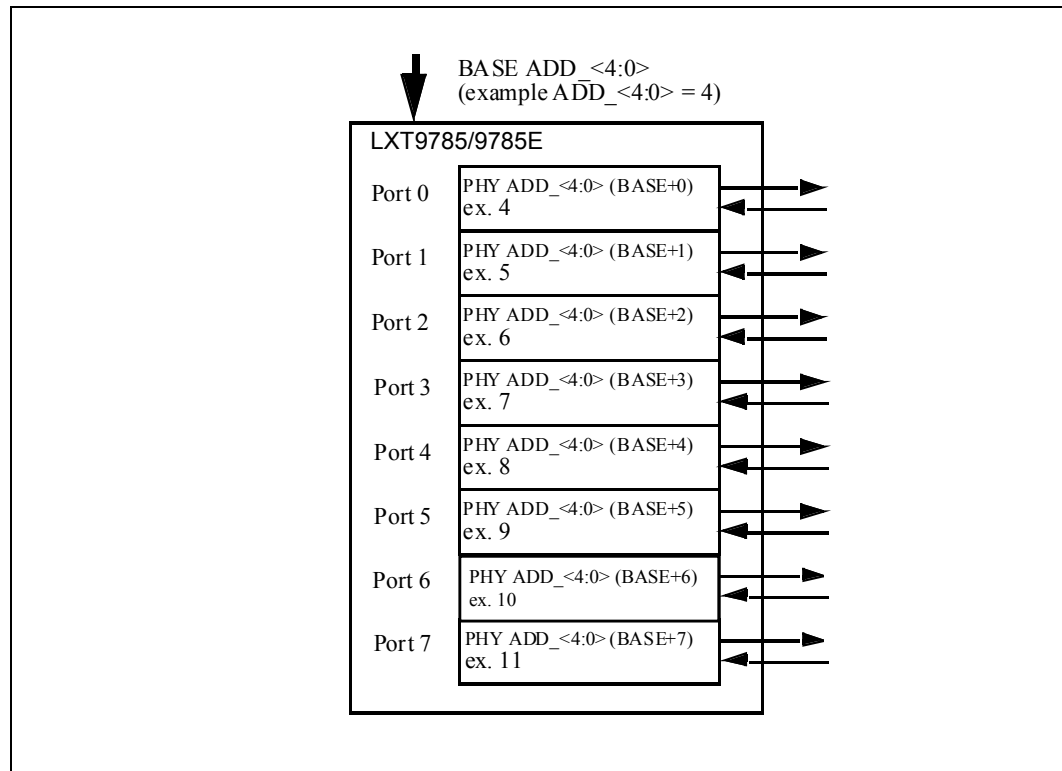 BASE ADD_<4:0>
(example ADD_<4:0> = 4)
LXT9785/9785E
Port 0
PHY ADD_<4:0> (BASE+0)
ex. 4
Port 1
PHY ADD_<4:0> (BASE+1)
ex. 5
Port 2
PHY ADD_<4:0> (BASE+2)
ex. 6
Port 3
PHY ADD_<4:0> (BASE+3)
ex. 7
Port 4
PHY ADD_<4:0> (BASE+4)
ex. 8
Port 5
PHY ADD_<4:0> (BASE+5)
ex. 9
Port 6
PHY ADD_<4:0> (BASE+6)
ex. 10
Port 7
PHY ADD_<4:0> (BASE+7)
ex. 11